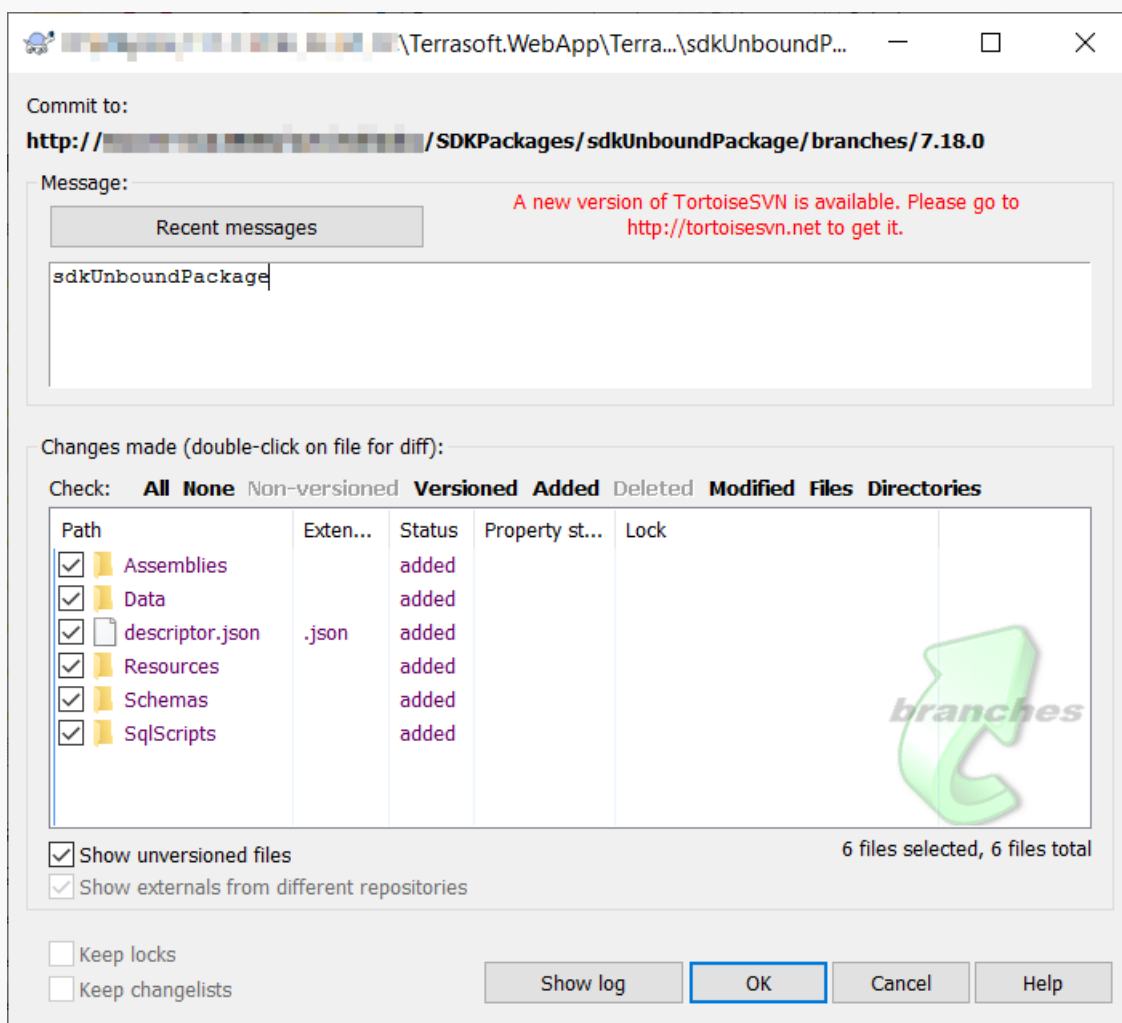 \Terrasoft.WebApp\Terra...\sdkUnboundP...
Commit to:
http:// /SDKPackages/sdkUnboundPackage/branches/7.18.0
Message:
Recent messages
A new version of TortoiseSVN is available. Please go to
http://tortoisesvn.net to get it.
sdkUnboundPackage
Changes made (double-click on file for diff):
Check: All None Non-versioned Versioned Added Deleted Modified Files Directories
Path Exten... Status Property st... Lock
Assemblies added
Data added
descriptor.json .json added
Resources added
Schemas added
SqlScripts added
branches
Show unversioned files
6 files selected, 6 files total
Show externals from different repositories
Keep locks
Keep changelists
Show log OK Cancel Help